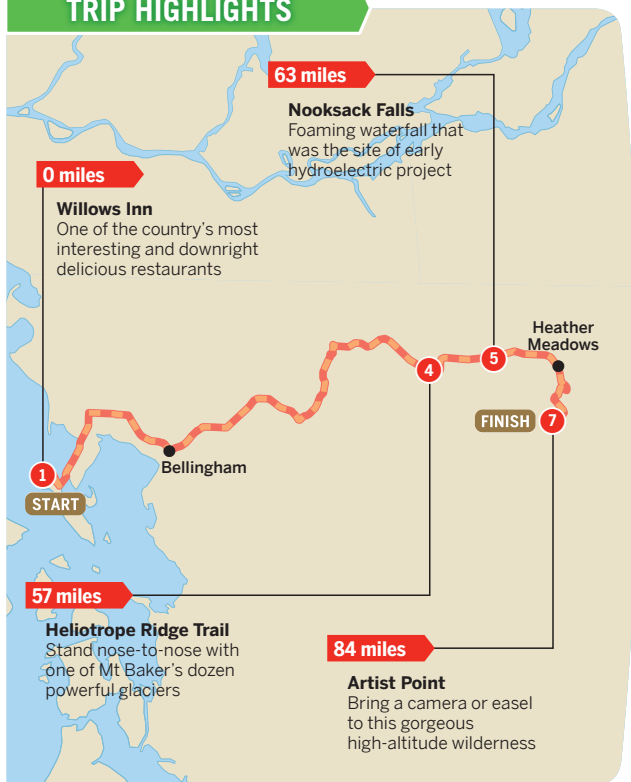 TRIP HIGHLIGHTS
63 miles
Nooksack Falls
Foaming waterfall that
was the site of early
hydroelectric project
0 miles
Willows Inn
One of the country's most
interesting and downright
delicious restaurants
Heather
Meadows
4
5
FINISH
7
Bellingham
1
START
57 miles
Heliotrope Ridge Trail
Stand nose-to-nose with
one of Mt Baker's dozen
powerful glaciers
84 miles
Artist Point
Bring a camera or easel
to this gorgeous
high-altitude wilderness